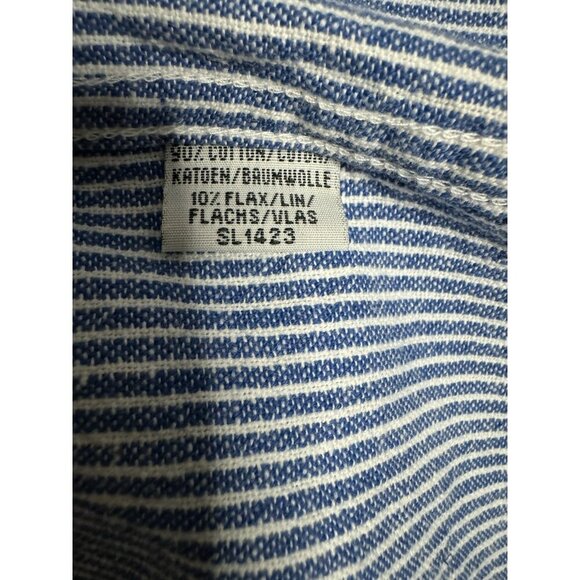 90% COTTON/COTON/
KATOEN/BAUMWOLLE
10% FLAX/LIN/
FLACHS/VLAS
SL1423